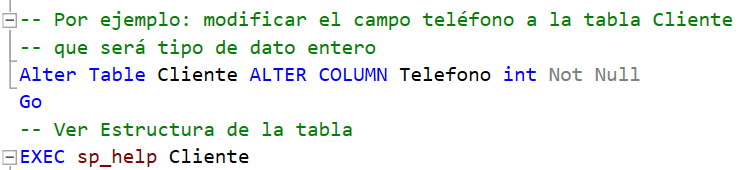 -- Por ejemplo: modificar el campo teléfono a la tabla Cliente
-- que será tipo de dato entero
Alter Table Cliente ALTER COLUMN Telefono int Not Null
Go
-- Ver Estructura de la tabla
EXEC sp_help Cliente